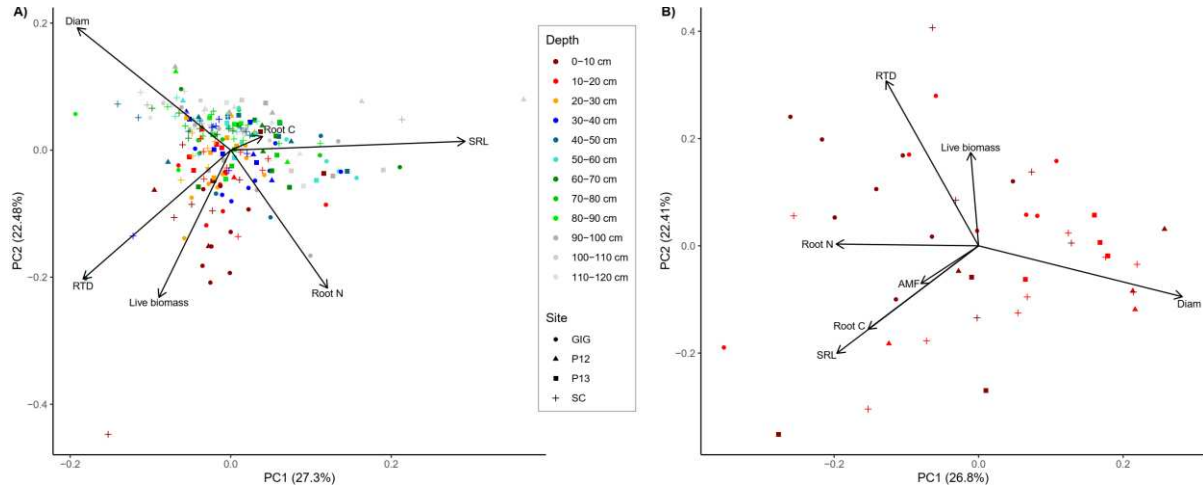 A)
0.2
0.0
−0.2
−0.4
PC2 (22.48%)
−0.2
0.0
0.2
PC1 (27.3%)
Diam
Root C
SRL
RTD
Live biomass
Root N
Depth
0−10 cm
10−20 cm
20−30 cm
30−40 cm
40−50 cm
50−60 cm
60−70 cm
70−80 cm
80−90 cm
90−100 cm
100−110 cm
110−120 cm
Site
GIG
P12
P13
SC
B)
0.4
0.2
0.0
−0.2
PC2 (22.41%)
−0.4
−0.2
0.0
0.2
PC1 (26.8%)
RTD
Live biomass
Root N
AMF
Root C
SRL
Diam